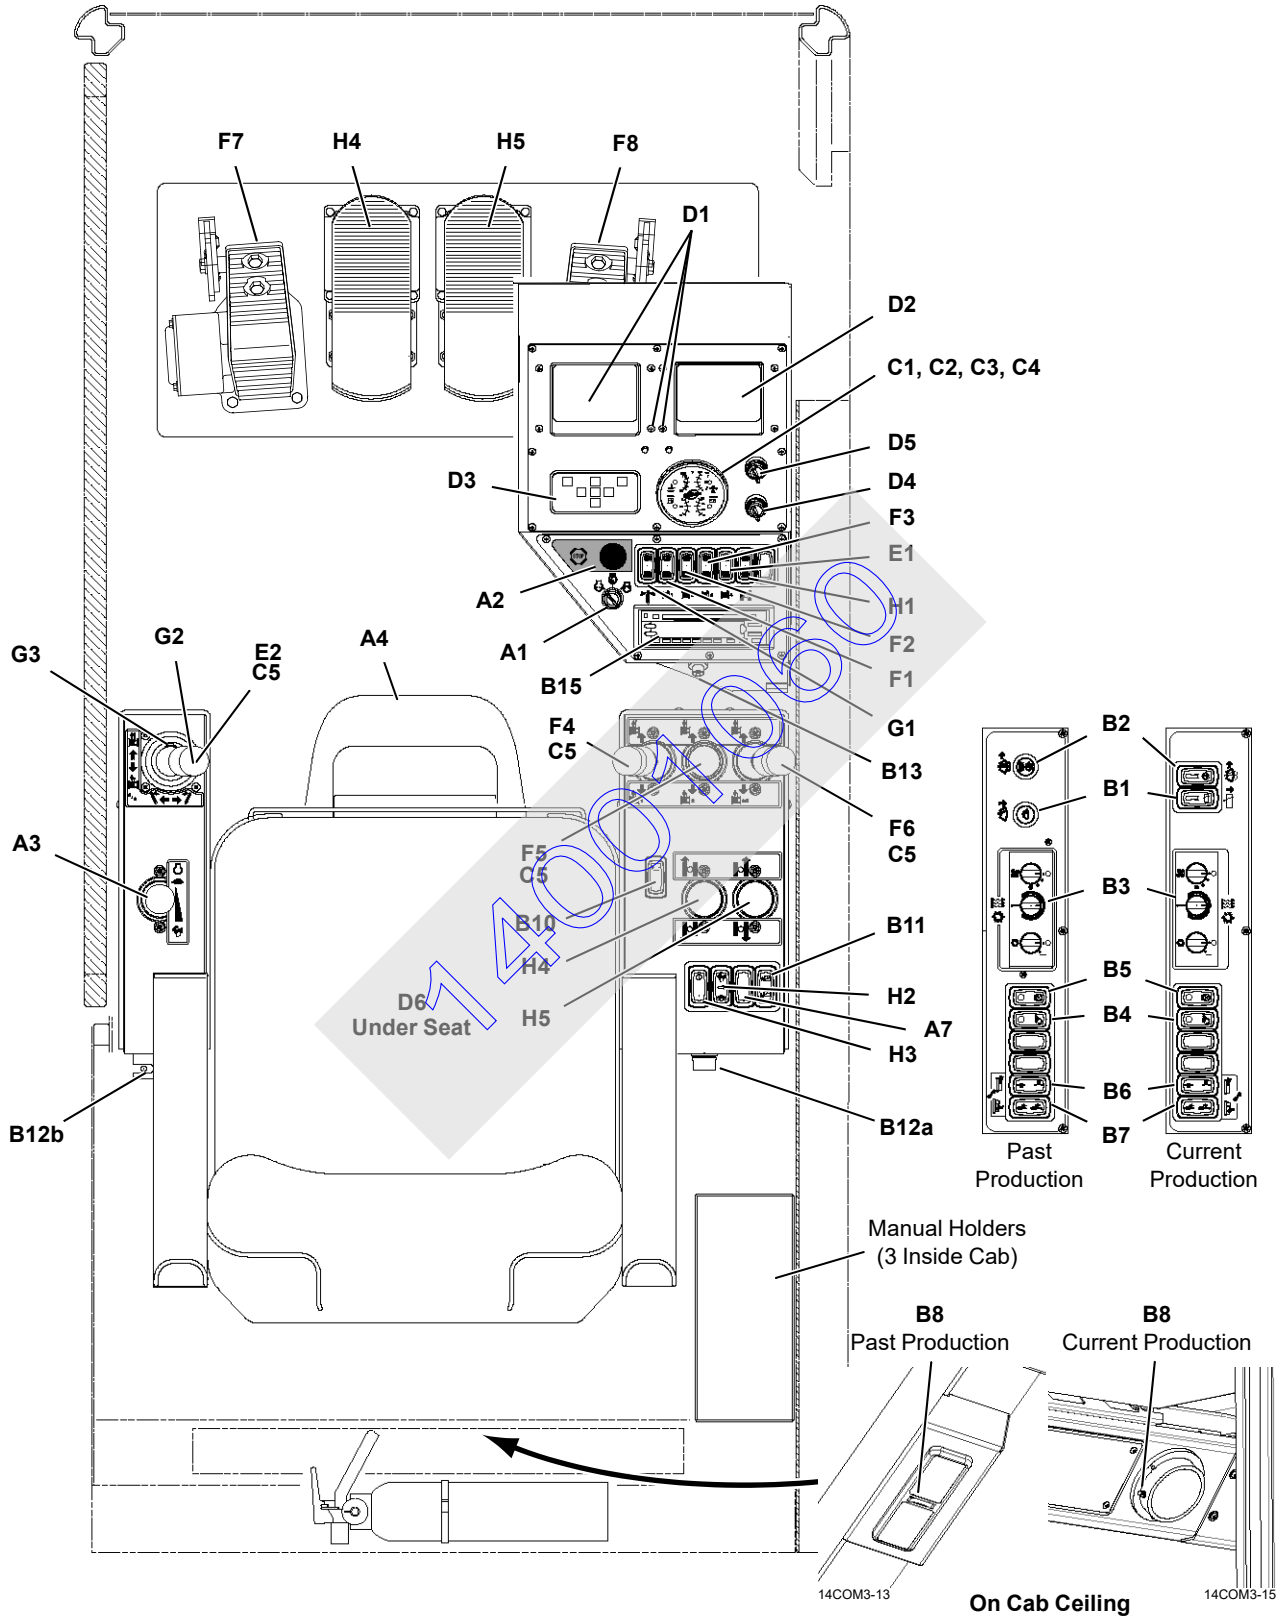 F7
H4
H5
F8
D1
D2
C1, C2, C3, C4
D5
D4
D3
F3
E1
STOP
A2
H1
A1
F2
G3
G2
E2
C5
A4
B15
F1
F4
C5
G1
B13
B2
B1
A3
F5
C5
F6
C5
B3
B10
B11
H4
H2
B5
D6
Under Seat
H5
A7
B4
H3
B6
B12b
B12a
B7
Past
Production
Current
Production
Manual Holders
(3 Inside Cab)
B8
Past Production
B8
Current Production
14COM3-13
On Cab Ceiling
14COM3-15
14001060